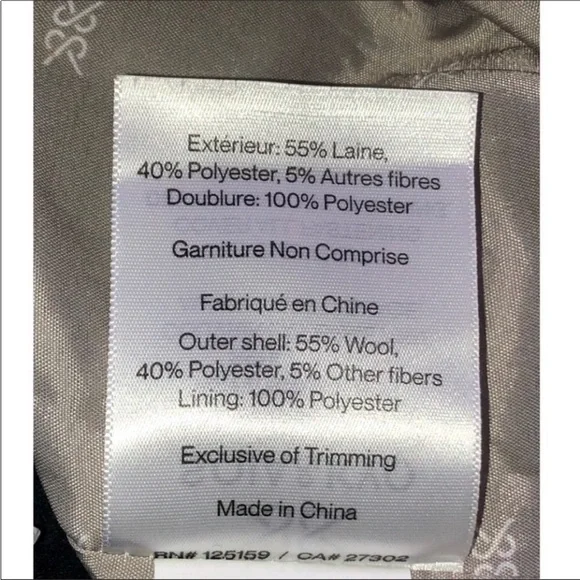 Extérieur: 55% Laine,
40% Polyester, 5% Autres fibres
Doublure: 100% Polyester
Garniture Non Comprise
Fabriqué en Chine
Outer shell: 55% Wool,
40% Polyester, 5% Other fibers
Lining: 100% Polyester
Exclusive of Trimming
Made in China
RN# 125159 / CA# 27302